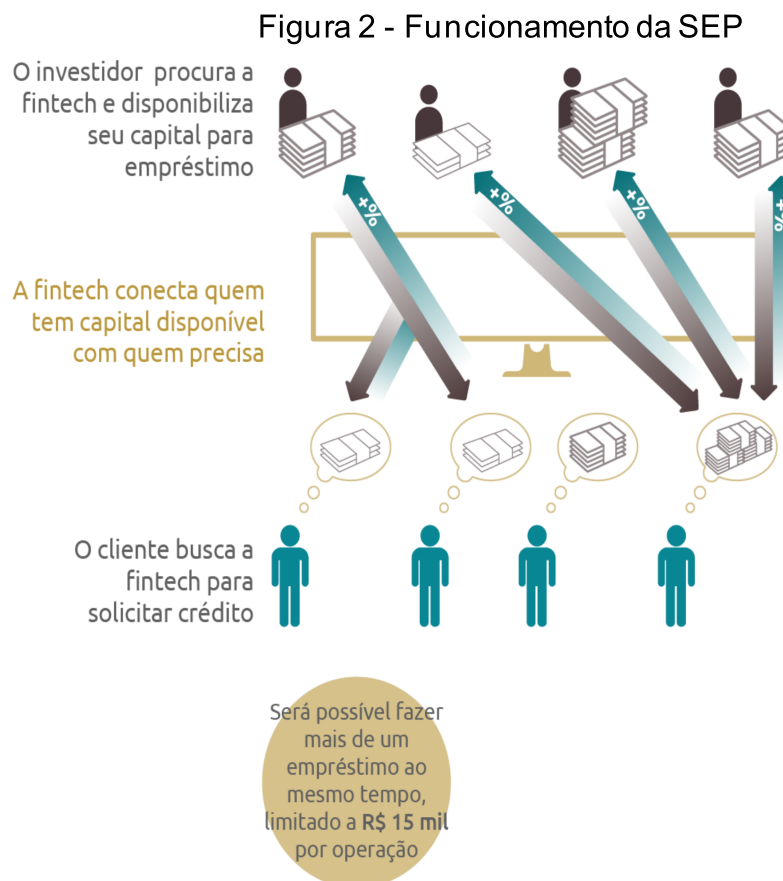 Figura 2 - Funcionamento da SEP
O investidor procura a
fintech e disponibiliza
seu capital para
empréstimo
+%
+%
+%
+%
A fintech conecta quem
tem capital disponível
com quem precisa
O cliente busca a
fintech para
solicitar crédito
Será possível fazer
mais de um
empréstimo ao
mesmo tempo,
limitado a R$ 15 mil
por operação